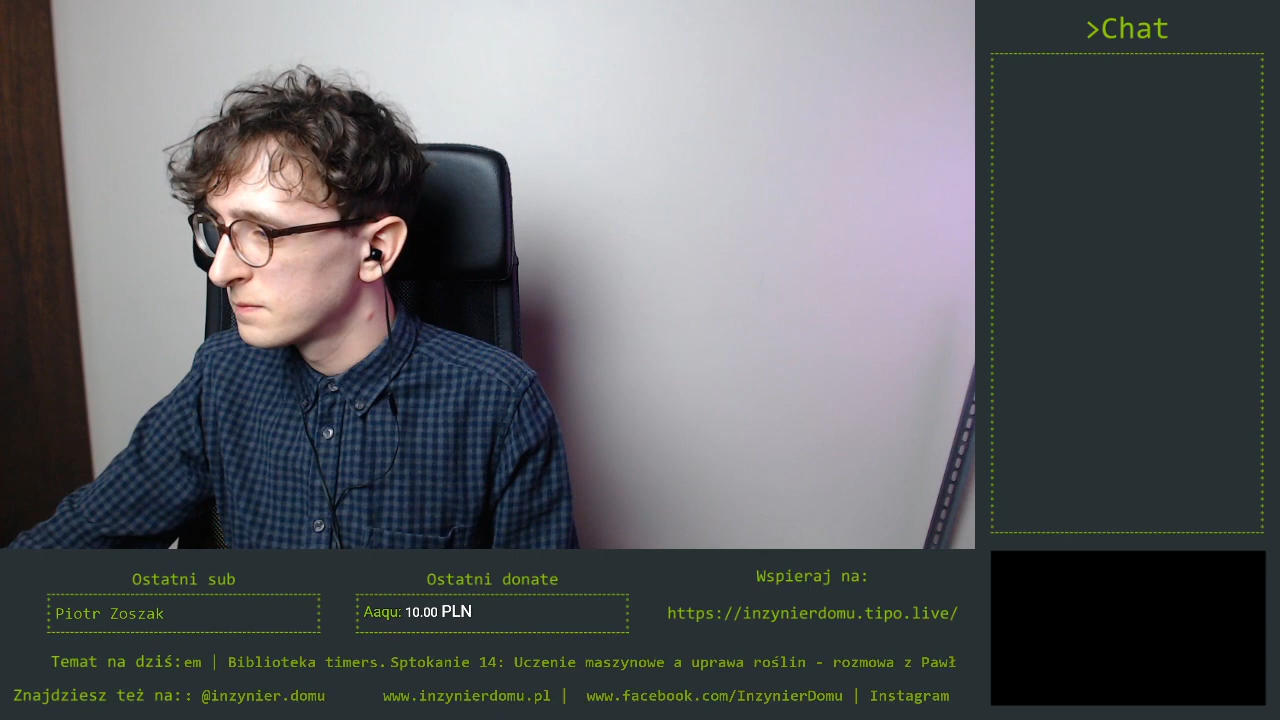 >Chat
Ostatni sub
Ostatni donate
Wspieraj na:
Piotr Zoszak
Aaqu: 10.00 PLN
https://inzynierdomu.tipo.live/
Temat na dziś:em | Biblioteka timers. Sptokanie 14: Uczenie maszynowe a uprawa roślin - rozmowa z Pawł
Znajdziesz też na:: @inzynier.domu www.inzynierdomu.pl | www.facebook.com/InzynierDomu | Instagram